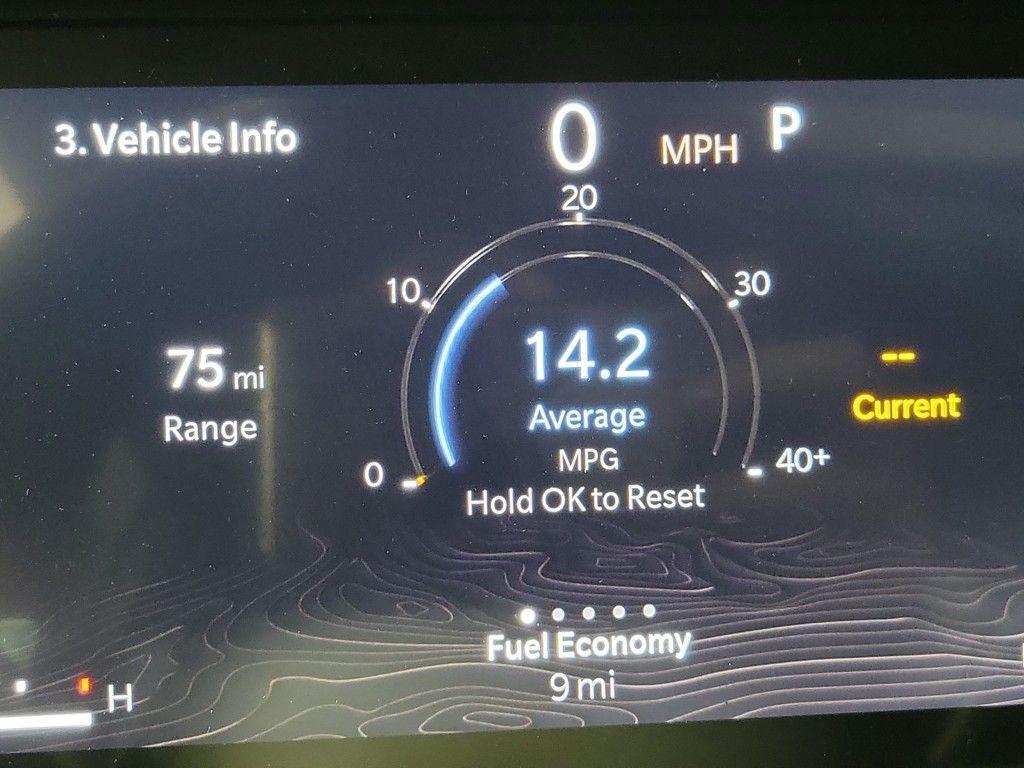 3. Vehicle Info
0 MPH P
20
10
30
75 mi
Range
14.2
Average
MPG
Hold OK to Reset
--
Current
0
40+
Fuel Economy
9 mi
H